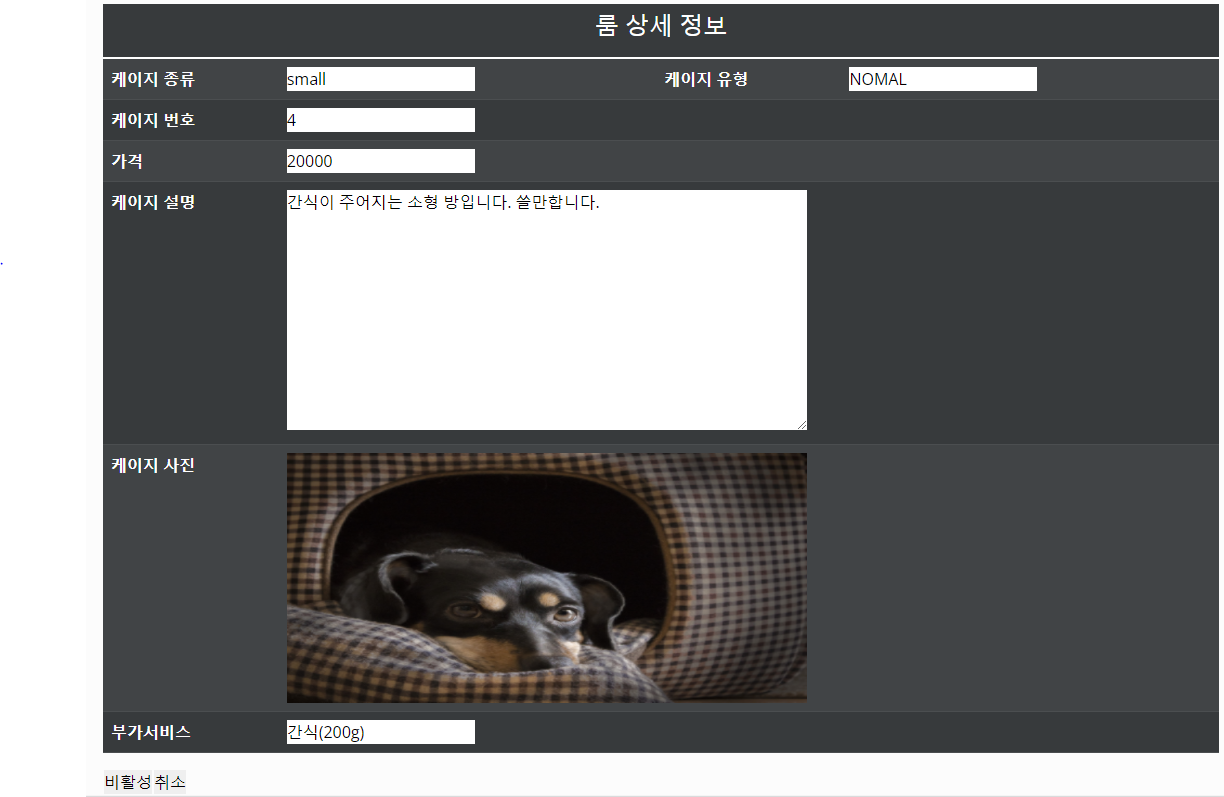 룸 상세 정보
케이지 종류 small 케이지 유형 NOMAL
케이지 번호 4
가격 20000
케이지 설명 간식이 주어지는 소형 방입니다. 쓸만합니다.
케이지 사진
부가서비스 간식(200g)
비활성 취소